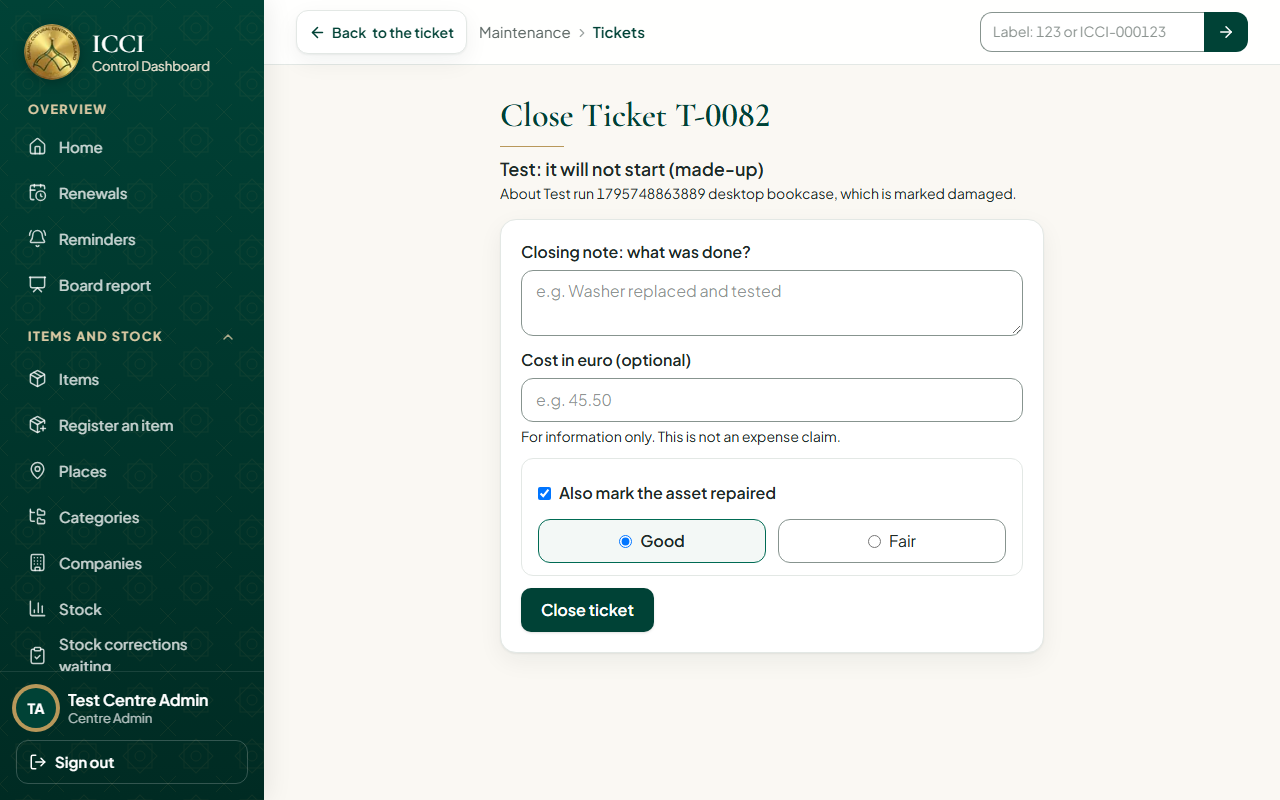 ICCI
Control Dashboard
OVERVIEW
Home
Renewals
Reminders
Board report
ITEMS AND STOCK
Items
Register an item
Places
Categories
Companies
Stock
Stock corrections
waiting
TA
Test Centre Admin
Centre Admin
Sign out
Back to the ticket
Maintenance
Tickets
Label: 123 or ICCI-000123
Close Ticket T-0082
Test: it will not start (made-up)
About Test run 1795748863889 desktop bookcase, which is marked damaged.
Closing note: what was done?
e.g. Washer replaced and tested
Cost in euro (optional)
e.g. 45.50
For information only. This is not an expense claim.
Also mark the asset repaired
Good
Fair
Close ticket